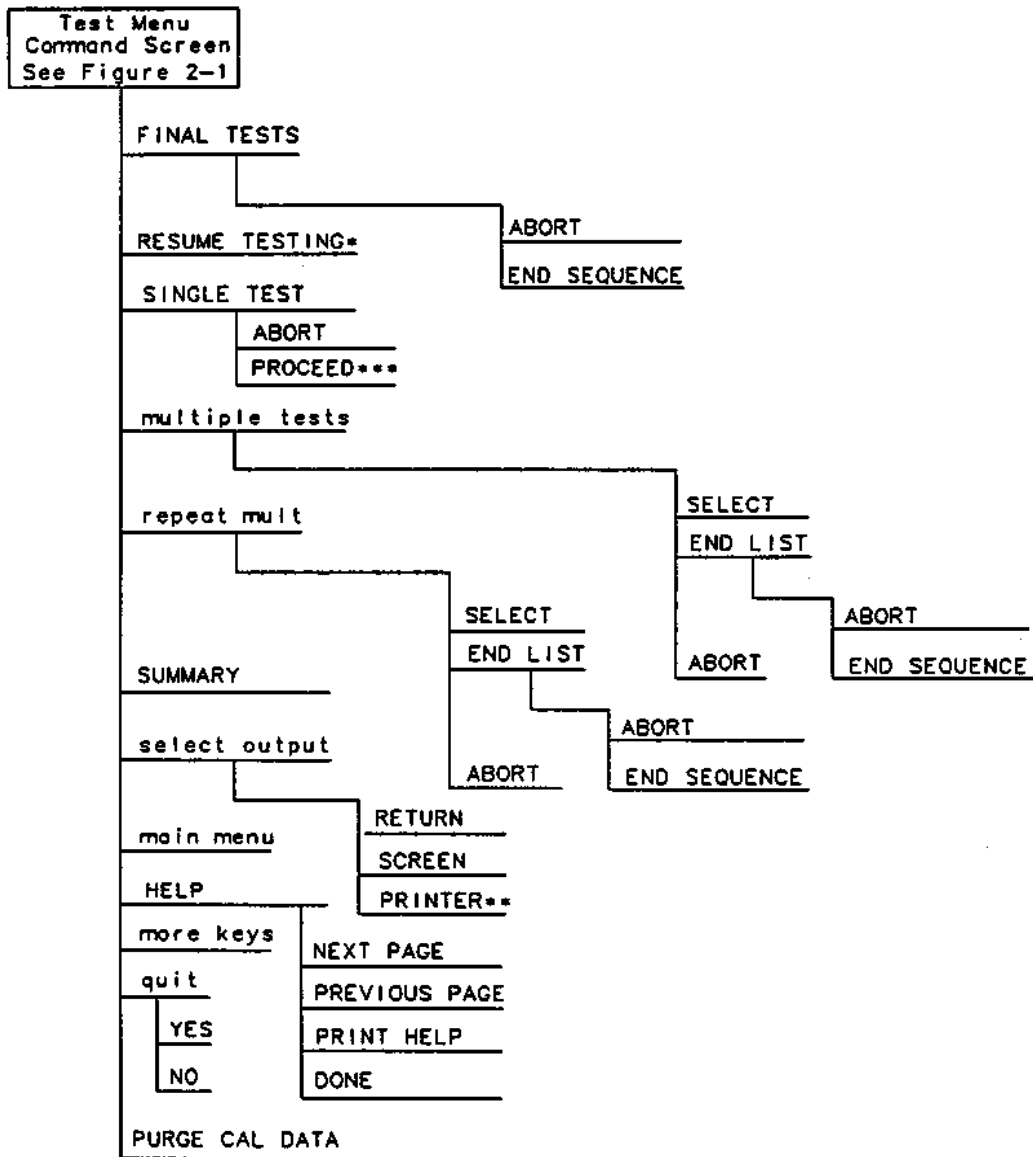 Test Menu
Command Screen
See Figure 2-1
FINAL TESTS
ABORT
END SEQUENCE
RESUME TESTING*
SINGLE TEST
ABORT
PROCEED***
multiple tests
SELECT
END LIST
ABORT
END SEQUENCE
ABORT
repeat mult
SELECT
END LIST
ABORT
END SEQUENCE
ABORT
SUMMARY
select output
RETURN
SCREEN
PRINTER**
main menu
HELP
NEXT PAGE
PREVIOUS PAGE
PRINT HELP
DONE
more keys
quit
YES
NO
PURGE CAL DATA